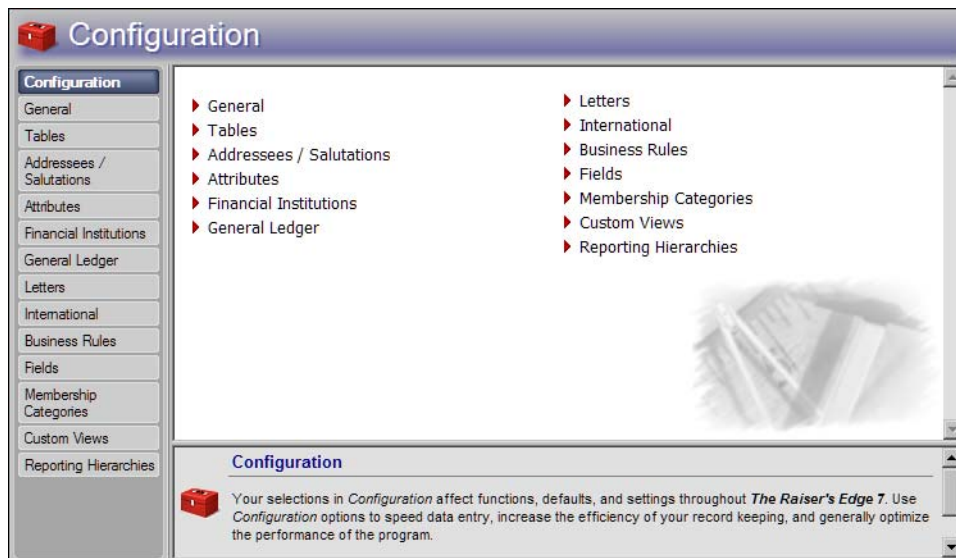 Configuration
Configuration
General
Tables
Addressees /
Salutations
Attributes
Financial Institutions
General Ledger
Letters
International
Business Rules
Fields
Membership
Categories
Custom Views
Reporting Hierarchies
General
Tables
Addressees / Salutations
Attributes
Financial Institutions
General Ledger
Letters
International
Business Rules
Fields
Membership Categories
Custom Views
Reporting Hierarchies
Configuration
Your selections in Configuration affect functions, defaults, and settings throughout The Raiser's Edge 7. Use
Configuration options to speed data entry, increase the efficiency of your record keeping, and generally optimize
the performance of the program.